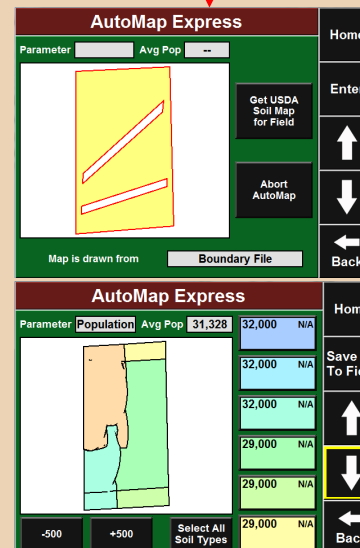 AutoMap Express
Parameter Avg Pop --
Home
Enter
Get USDA
Soil Map
for Field
Abort
AutoMap
Back
Map is drawn from Boundary File
AutoMap Express
Parameter Population Avg Pop 31,328
32,000 N/A
32,000 N/A
32,000 N/A
29,000 N/A
29,000 N/A
29,000 N/A
Save
To
-500
+500
Select All
Soil Types
Back